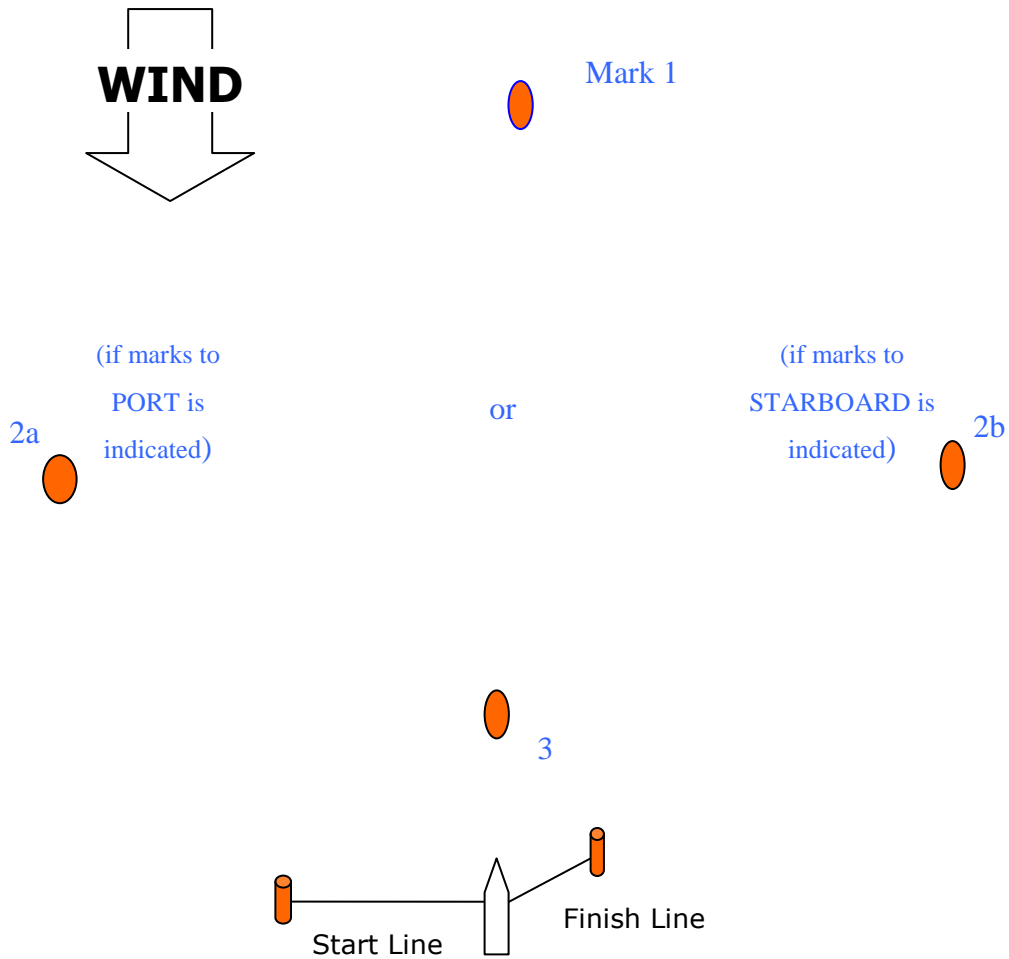 WIND
Mark 1
(if marks to
PORT is
indicated)
2a
or
(if marks to
STARBOARD is
indicated)
2b
3
Start Line
Finish Line